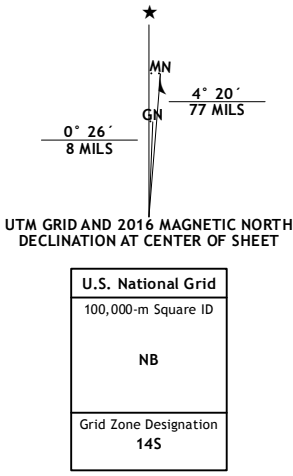 ★
MN
4° 20´
77 MILS
GN
0° 26´
8 MILS
UTM GRID AND 2016 MAGNETIC NORTH
DECLINATION AT CENTER OF SHEET
U.S. National Grid
100,000-m Square ID
NB
Grid Zone Designation
14S